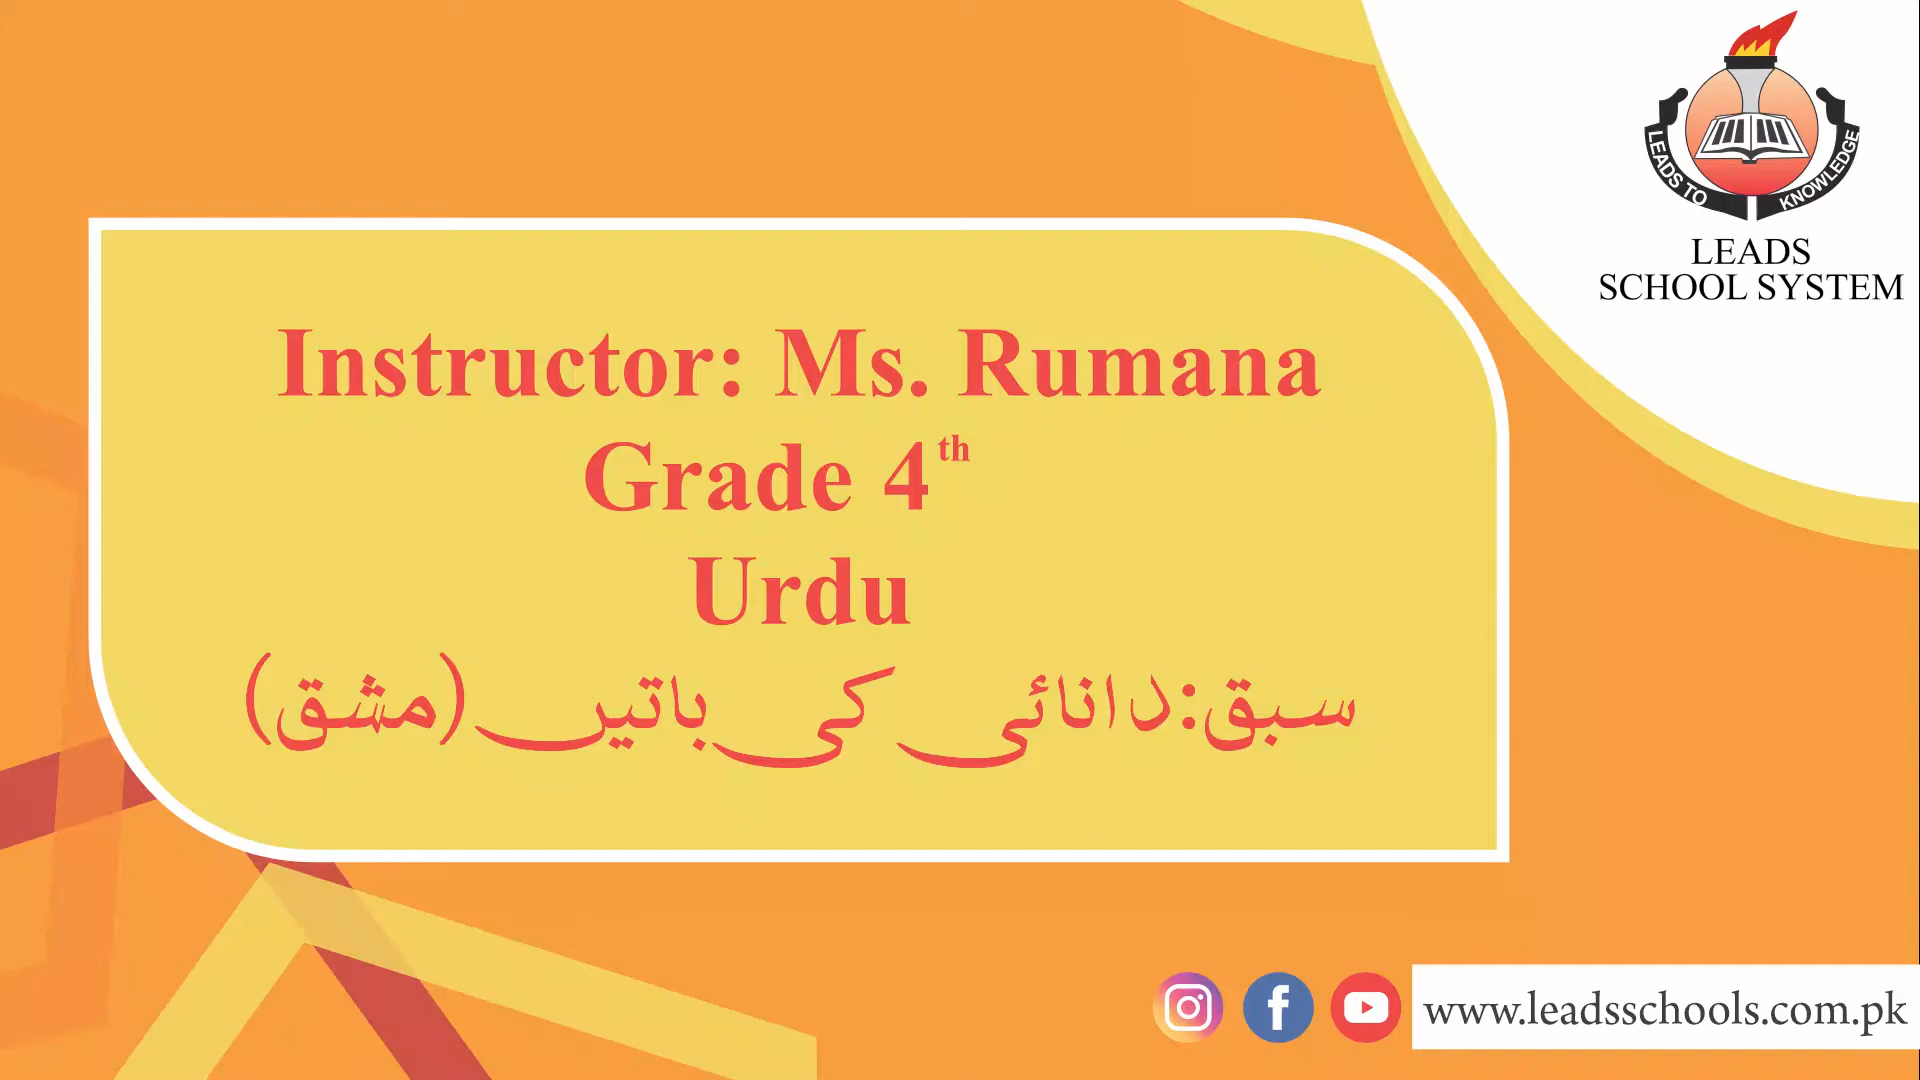 LEADS TO KNOWLEDGE
LEADS
SCHOOL SYSTEM
Instructor: Ms. Rumana
Grade 4th
Urdu
سبق:دانائی کی باتیں(مشق)
www.leadsschools.com.pk